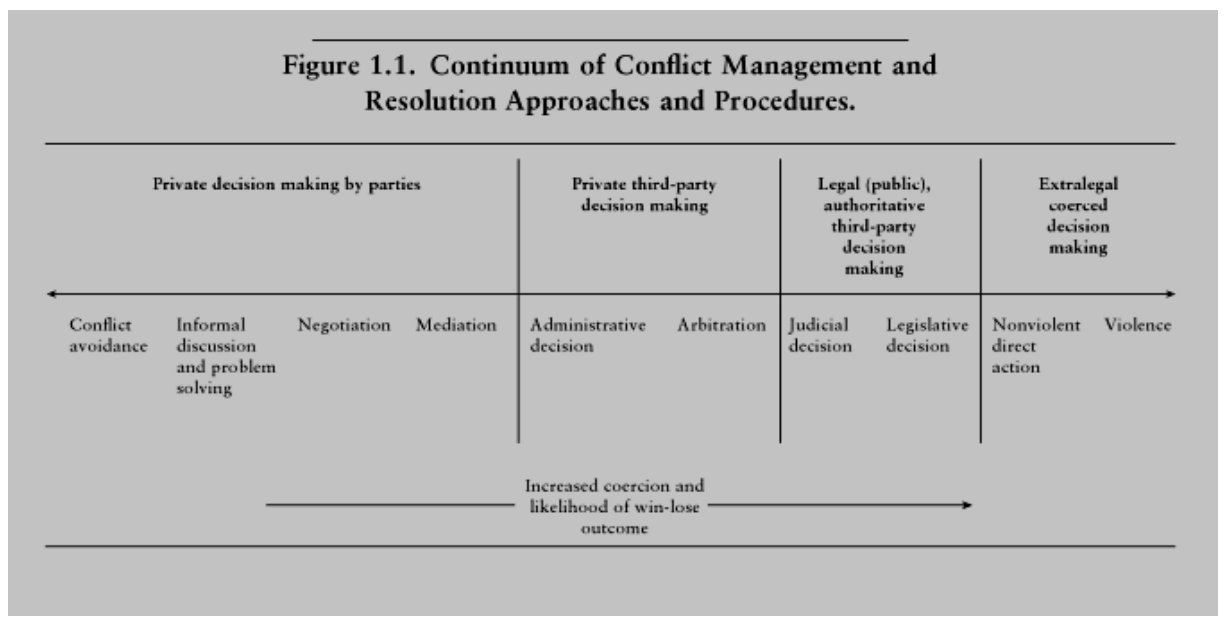 Figure 1.1. Continuum of Conflict Management and
Resolution Approaches and Procedures.
Private decision making by parties
Private third-party
decision making
Legal (public),
authoritative
third-party
decision
making
Extralegal
coerced
decision
making
Conflict
avoidance
Informal
discussion
and problem
solving
Negotiation
Mediation
Administrative
decision
Arbitration
Judicial
decision
Legislative
decision
Nonviolent
direct
action
Violence
Increased coercion and
likelihood of win-lose
outcome